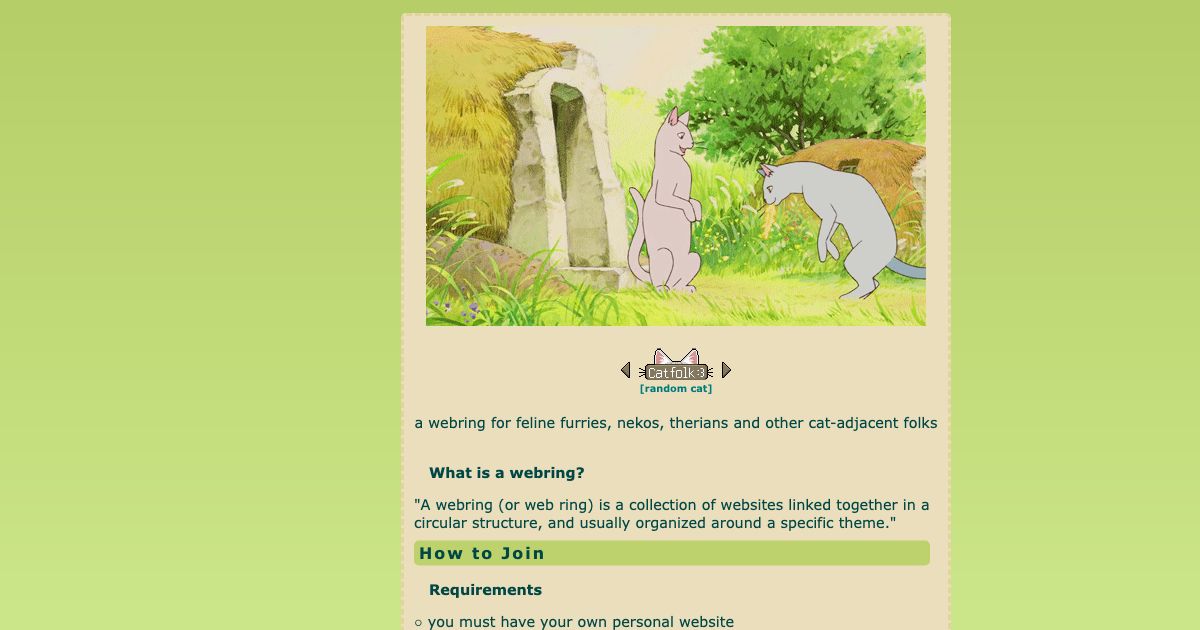 Catfolk :3
[random cat]
a webring for feline furries, nekos, therians and other cat-adjacent folks
What is a webring?
"A webring (or web ring) is a collection of websites linked together in a
circular structure, and usually organized around a specific theme."
How to Join
Requirements
○ you must have your own personal website